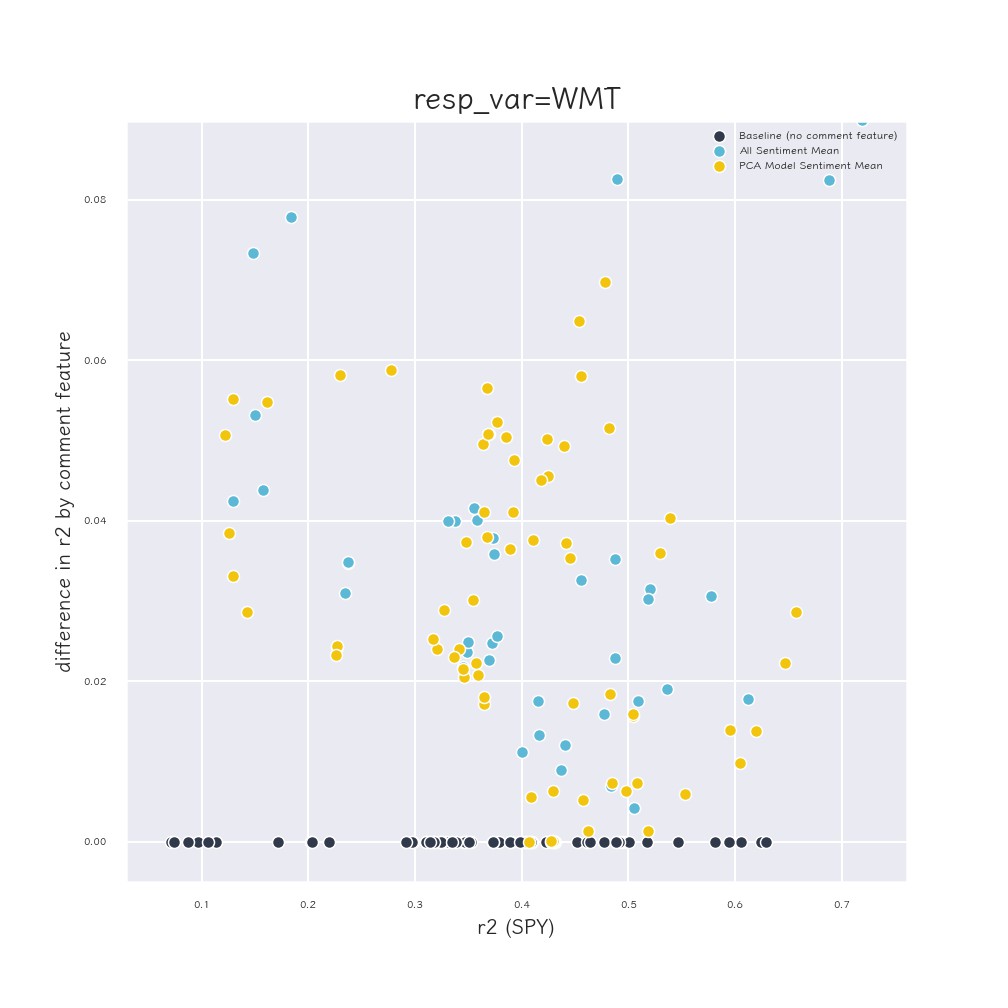 resp_var=WMT
Baseline (no comment feature)
All Sentiment Mean
PCA Model Sentiment Mean
difference in r2 by comment feature
0.08
0.06
0.04
0.02
0.00
0.1 0.2 0.3 0.4 0.5 0.6 0.7
r2 (SPY)